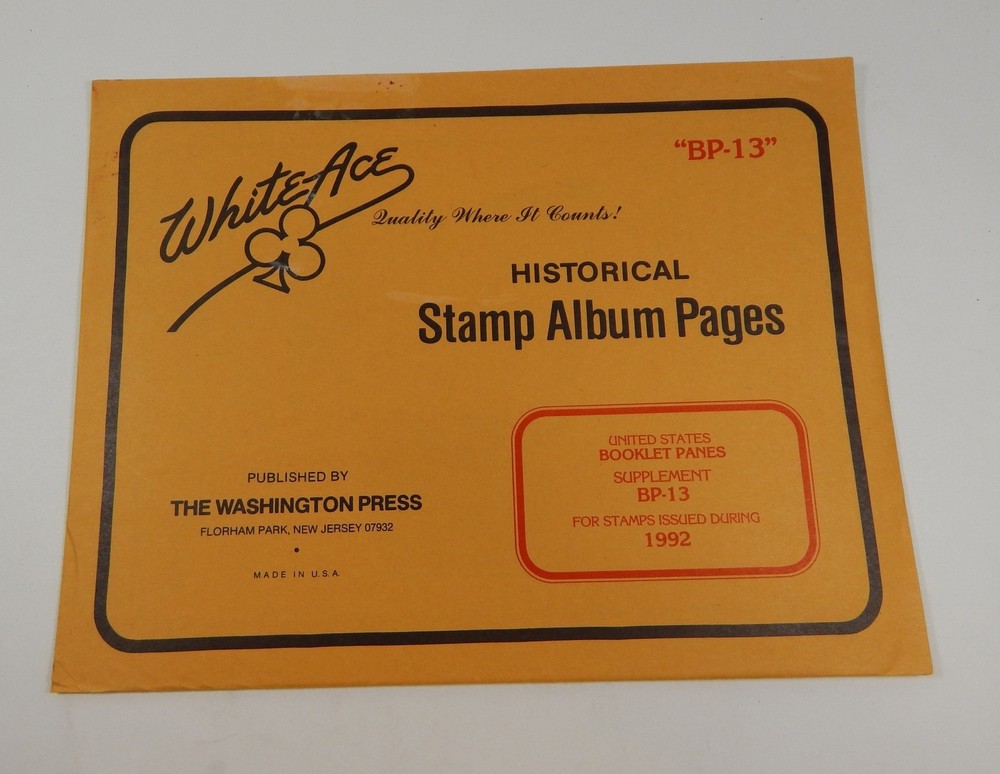 "BP-13"
White-Ace
Quality Where It Counts!
HISTORICAL
Stamp Album Pages
UNITED STATES
BOOKLET PANES
SUPPLEMENT
BP-13
FOR STAMPS ISSUED DURING
1992
PUBLISHED BY
THE WASHINGTON PRESS
FLORHAM PARK, NEW JERSEY 07932
•
MADE IN U.S.A.